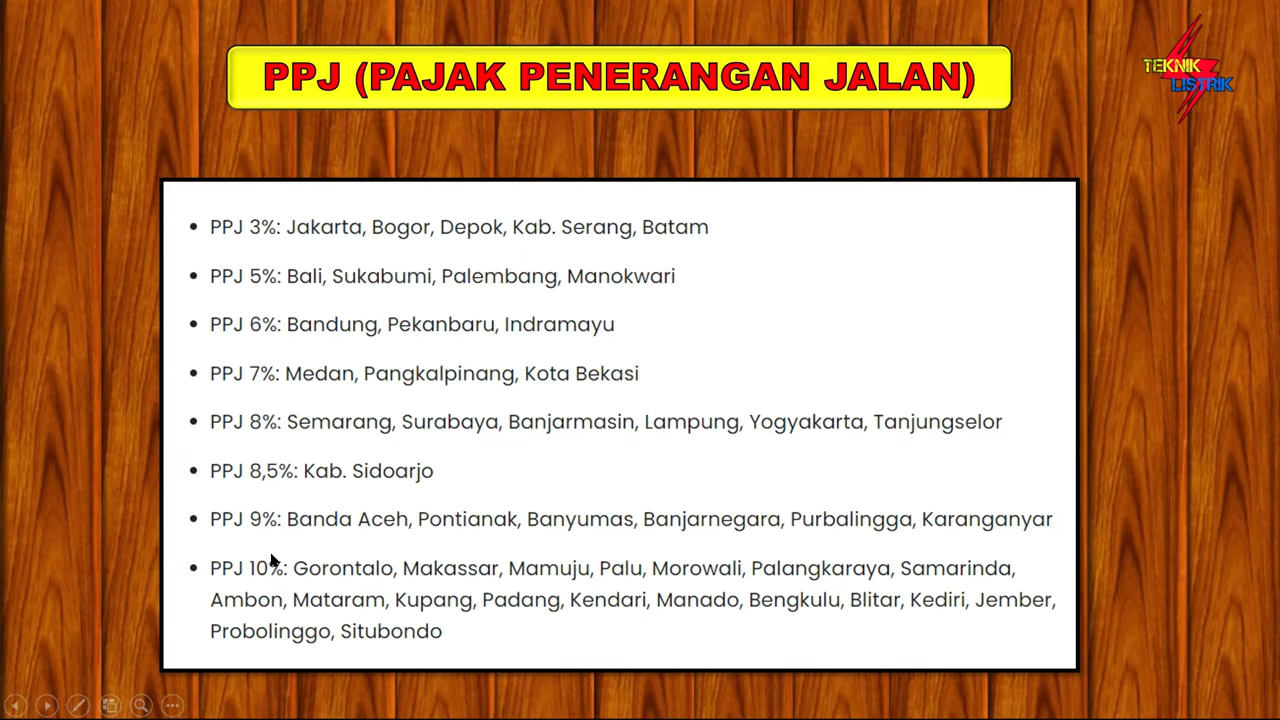 PPJ (PAJAK PENERANGAN JALAN)
TEKNIK
LISTRIK
• PPJ 3%: Jakarta, Bogor, Depok, Kab. Serang, Batam
• PPJ 5%: Bali, Sukabumi, Palembang, Manokwari
• PPJ 6%: Bandung, Pekanbaru, Indramayu
• PPJ 7%: Medan, Pangkalpinang, Kota Bekasi
• PPJ 8%: Semarang, Surabaya, Banjarmasin, Lampung, Yogyakarta, Tanjungselor
• PPJ 8,5%: Kab. Sidoarjo
• PPJ 9%: Banda Aceh, Pontianak, Banyumas, Banjarnegara, Purbalingga, Karanganyar
• PPJ 10%: Gorontalo, Makassar, Mamuju, Palu, Morowali, Palangkaraya, Samarinda,
Ambon, Mataram, Kupang, Padang, Kendari, Manado, Bengkulu, Blitar, Kediri, Jember,
Probolinggo, Situbondo